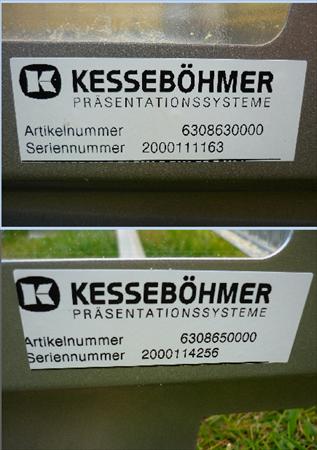 KESSEBÖHMER
PRÄSENTATIONSSYSTEME
Artikelnummer 6308630000
Seriennummer 2000111163
KESSEBÖHMER
PRÄSENTATIONSSYSTEME
Artikelnummer 6308650000
Seriennummer 2000114256